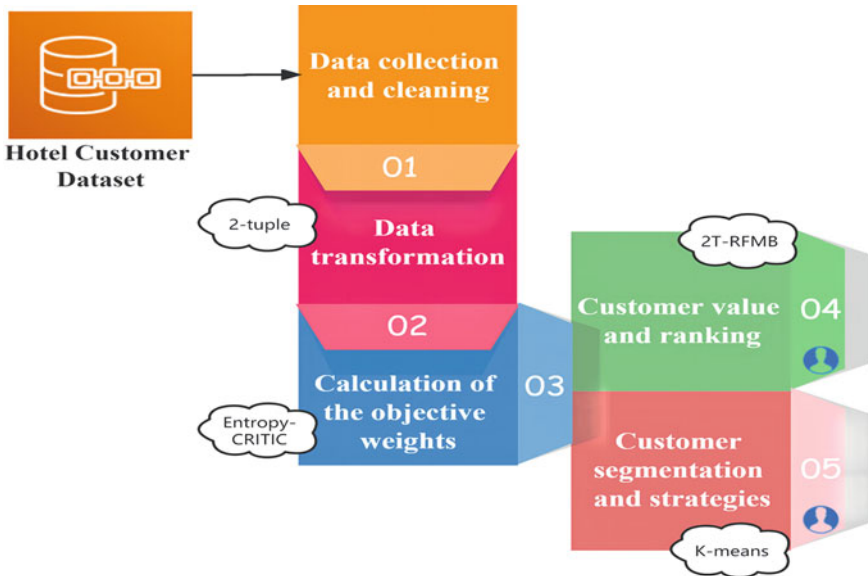 Hotel Customer
Dataset
Data collection
and cleaning
01
2-tuple
Data
transformation
02
Entropy-
CRITIC
Calculation of
the objective
weights
03
2T-RFMB
Customer value
and ranking
04
Customer
segmentation
and strategies
05
K-means